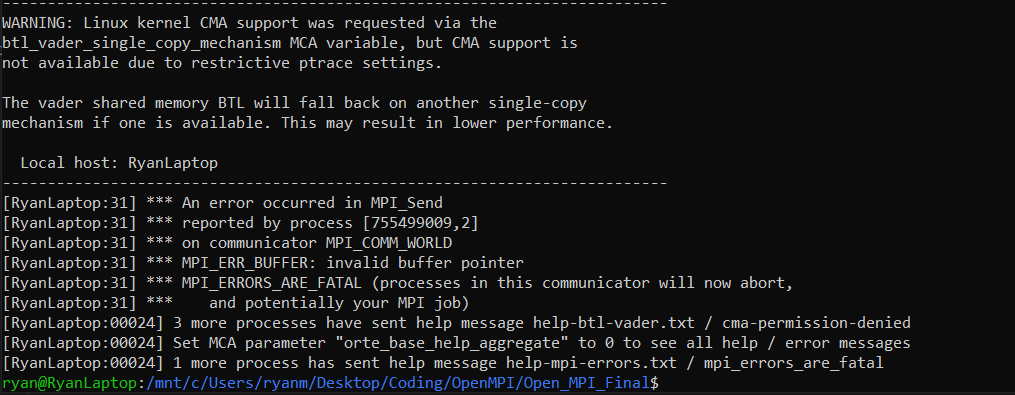 --------------------------------------------------------------------------
WARNING: Linux kernel CMA support was requested via the
btl_vader_single_copy_mechanism MCA variable, but CMA support is
not available due to restrictive ptrace settings.

The vader shared memory BTL will fall back on another single-copy
mechanism if one is available. This may result in lower performance.

  Local host: RyanLaptop
--------------------------------------------------------------------------
[RyanLaptop:31] *** An error occurred in MPI_Send
[RyanLaptop:31] *** reported by process [755499009,2]
[RyanLaptop:31] *** on communicator MPI_COMM_WORLD
[RyanLaptop:31] *** MPI_ERR_BUFFER: invalid buffer pointer
[RyanLaptop:31] *** MPI_ERRORS_ARE_FATAL (processes in this communicator will now abort,
[RyanLaptop:31] ***    and potentially your MPI job)
[RyanLaptop:00024] 3 more processes have sent help message help-btl-vader.txt / cma-permission-denied
[RyanLaptop:00024] Set MCA parameter "orte_base_help_aggregate" to 0 to see all help / error messages
[RyanLaptop:00024] 1 more process has sent help message help-mpi-errors.txt / mpi_errors_are_fatal
ryan@RyanLaptop:/mnt/c/Users/ryanm/Desktop/Coding/OpenMPI/Open_MPI_Final$